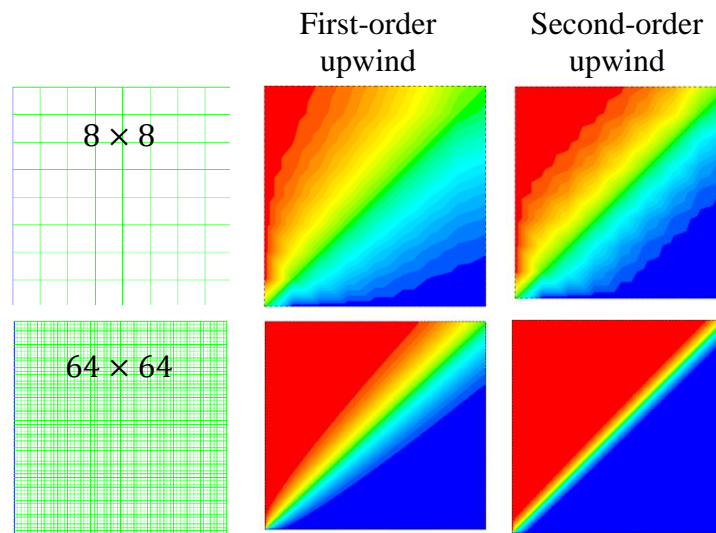 First-order
upwind
Second-order
upwind
8 × 8
64 × 64